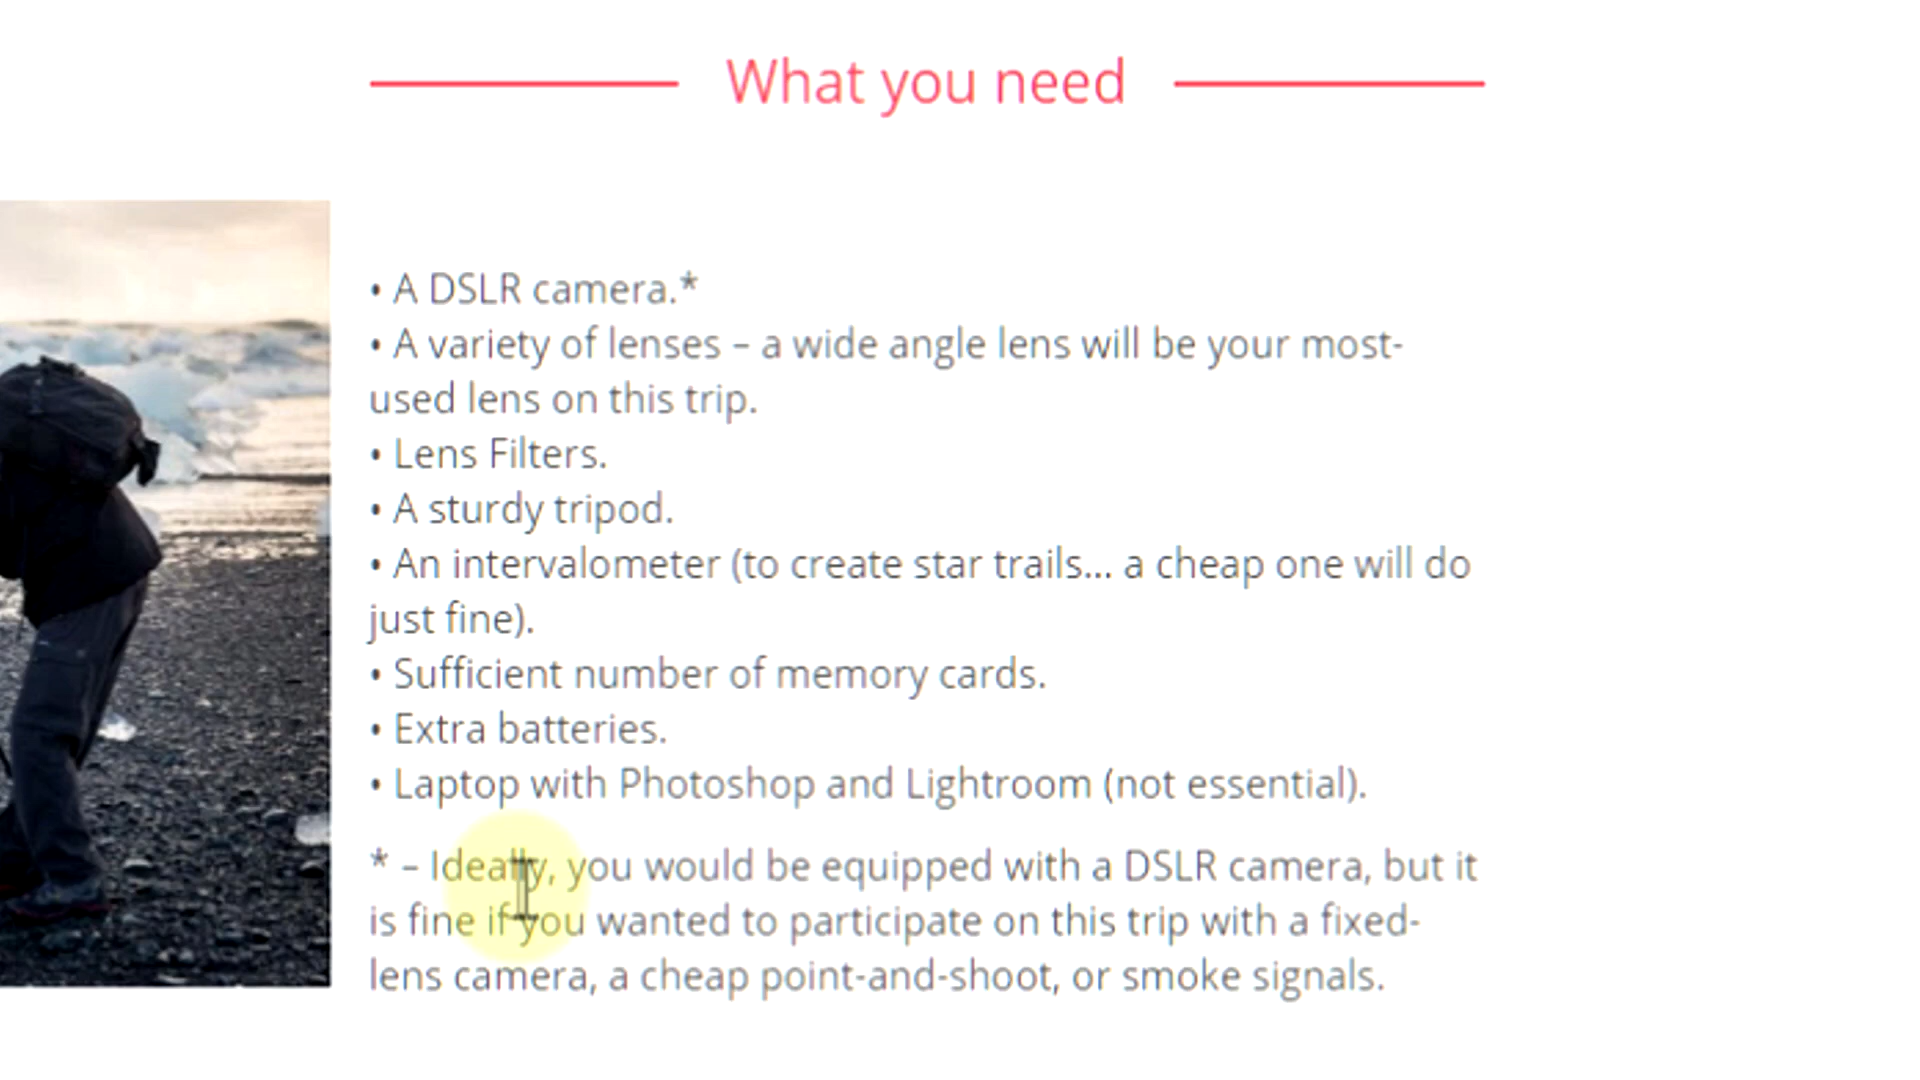 What you need
• A DSLR camera.*
• A variety of lenses – a wide angle lens will be your most-
used lens on this trip.
• Lens Filters.
• A sturdy tripod.
• An intervalometer (to create star trails... a cheap one will do
just fine).
• Sufficient number of memory cards.
• Extra batteries.
• Laptop with Photoshop and Lightroom (not essential).
* – Ideally, you would be equipped with a DSLR camera, but it
is fine if you wanted to participate on this trip with a fixed-
lens camera, a cheap point-and-shoot, or smoke signals.